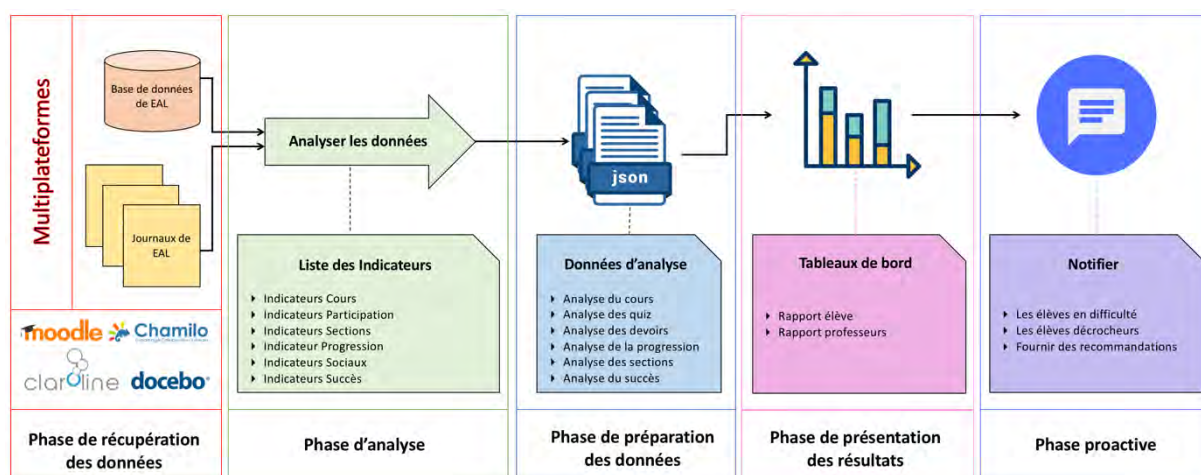 Multiplateformes
Base de données
de EAL
Journaux de
EAL
moodle
Chamilo
claroline
docebo
Phase de récupération
des données
Analyser les données
Liste des Indicateurs
Indicateurs Cours
Indicateurs Participation
Indicateurs Sections
Indicateur Progression
Indicateurs Sociaux
Indicateurs Succès
Phase d'analyse
json
Données d'analyse
Analyse du cours
Analyse des quiz
Analyse des devoirs
Analyse de la progression
Analyse des sections
Analyse du succès
Phase de préparation
des données
Tableaux de bord
Rapport élève
Rapport professeurs
Phase de présentation
des résultats
Notifier
Les élèves en difficulté
Les élèves décrocheurs
Fournir des recommandations
Phase proactive